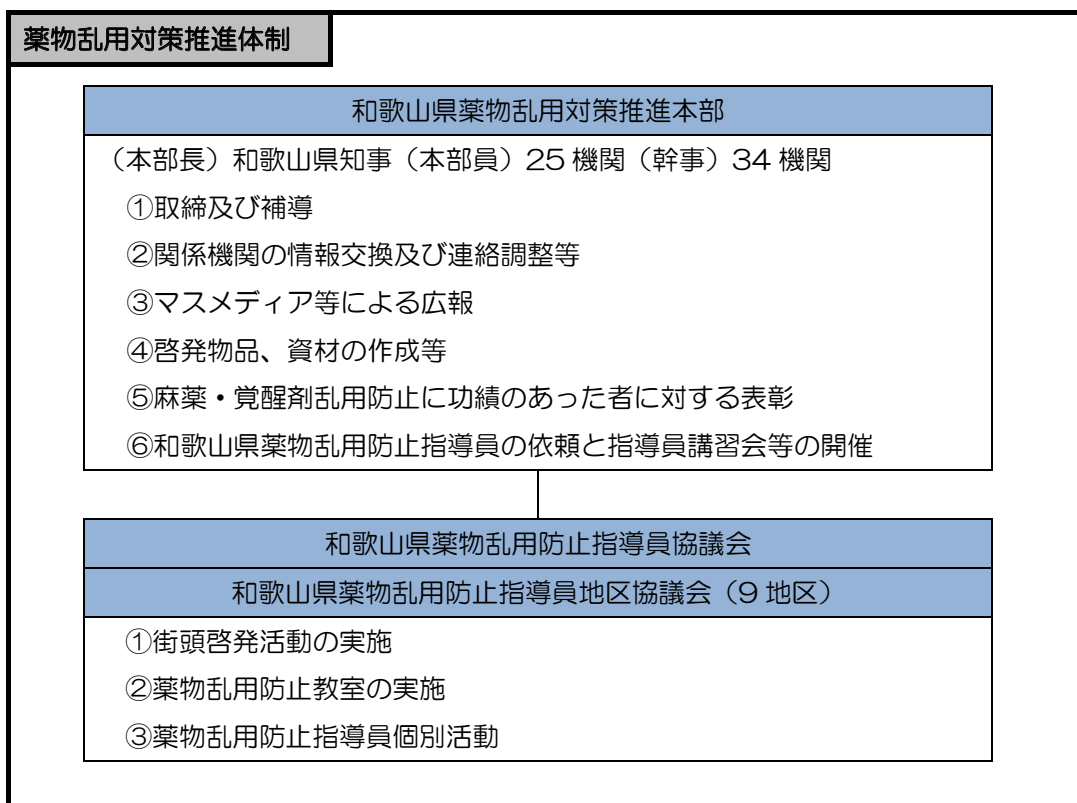 薬物乱用対策推進体制
和歌山県薬物乱用対策推進本部
（本部長）和歌山県知事（本部員）25 機関（幹事）34 機関
①取締及び補導
②関係機関の情報交換及び連絡調整等
③マスメディア等による広報
④啓発物品、資材の作成等
⑤麻薬・覚醒剤乱用防止に功績のあった者に対する表彰
⑥和歌山県薬物乱用防止指導員の依頼と指導員講習会等の開催
和歌山県薬物乱用防止指導員協議会
和歌山県薬物乱用防止指導員地区協議会（9 地区）
①街頭啓発活動の実施
②薬物乱用防止教室の実施
③薬物乱用防止指導員個別活動